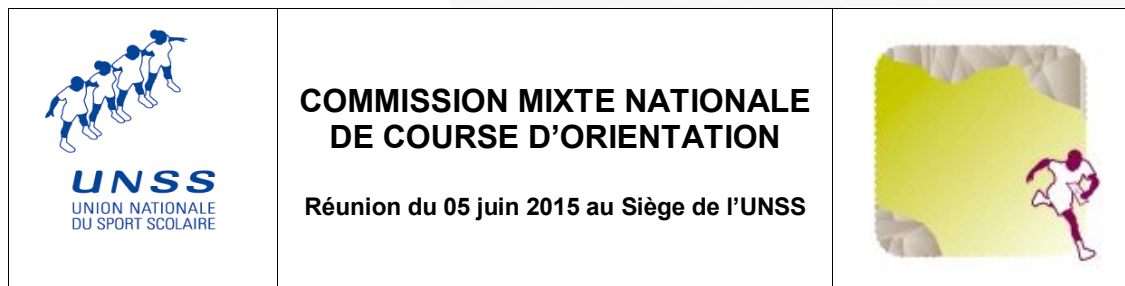 UNSS
UNION NATIONALE
DU SPORT SCOLAIRE
COMMISSION MIXTE NATIONALE
DE COURSE D'ORIENTATION
Réunion du 05 juin 2015 au Siège de l'UNSS